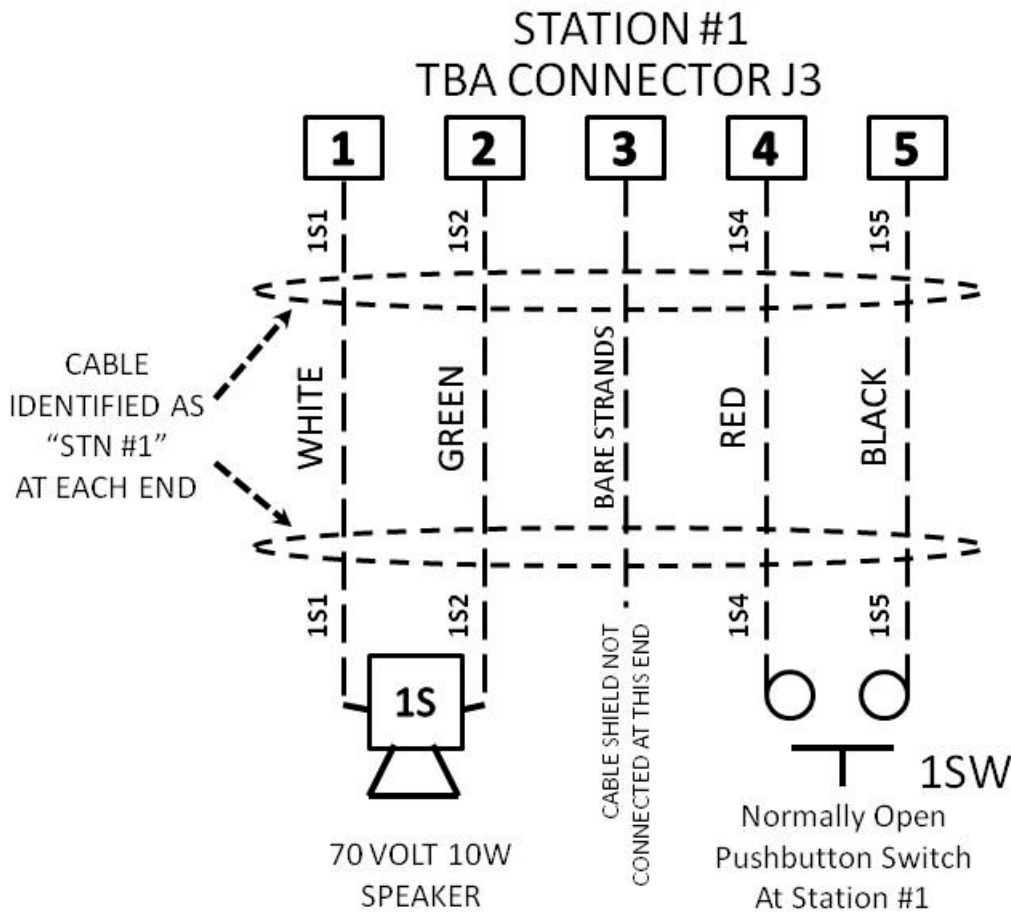 STATION #1
TBA CONNECTOR J3
1
2
3
4
5
1S1
1S2
1S4
1S5
CABLE
IDENTIFIED AS
“STN #1”
AT EACH END
WHITE
GREEN
BARE STRANDS
RED
BLACK
1S1
1S2
1S4
1S5
1S
CABLE SHIELD NOT
CONNECTED AT THIS END
1SW
70 VOLT 10W
SPEAKER
Normally Open
Pushbutton Switch
At Station #1